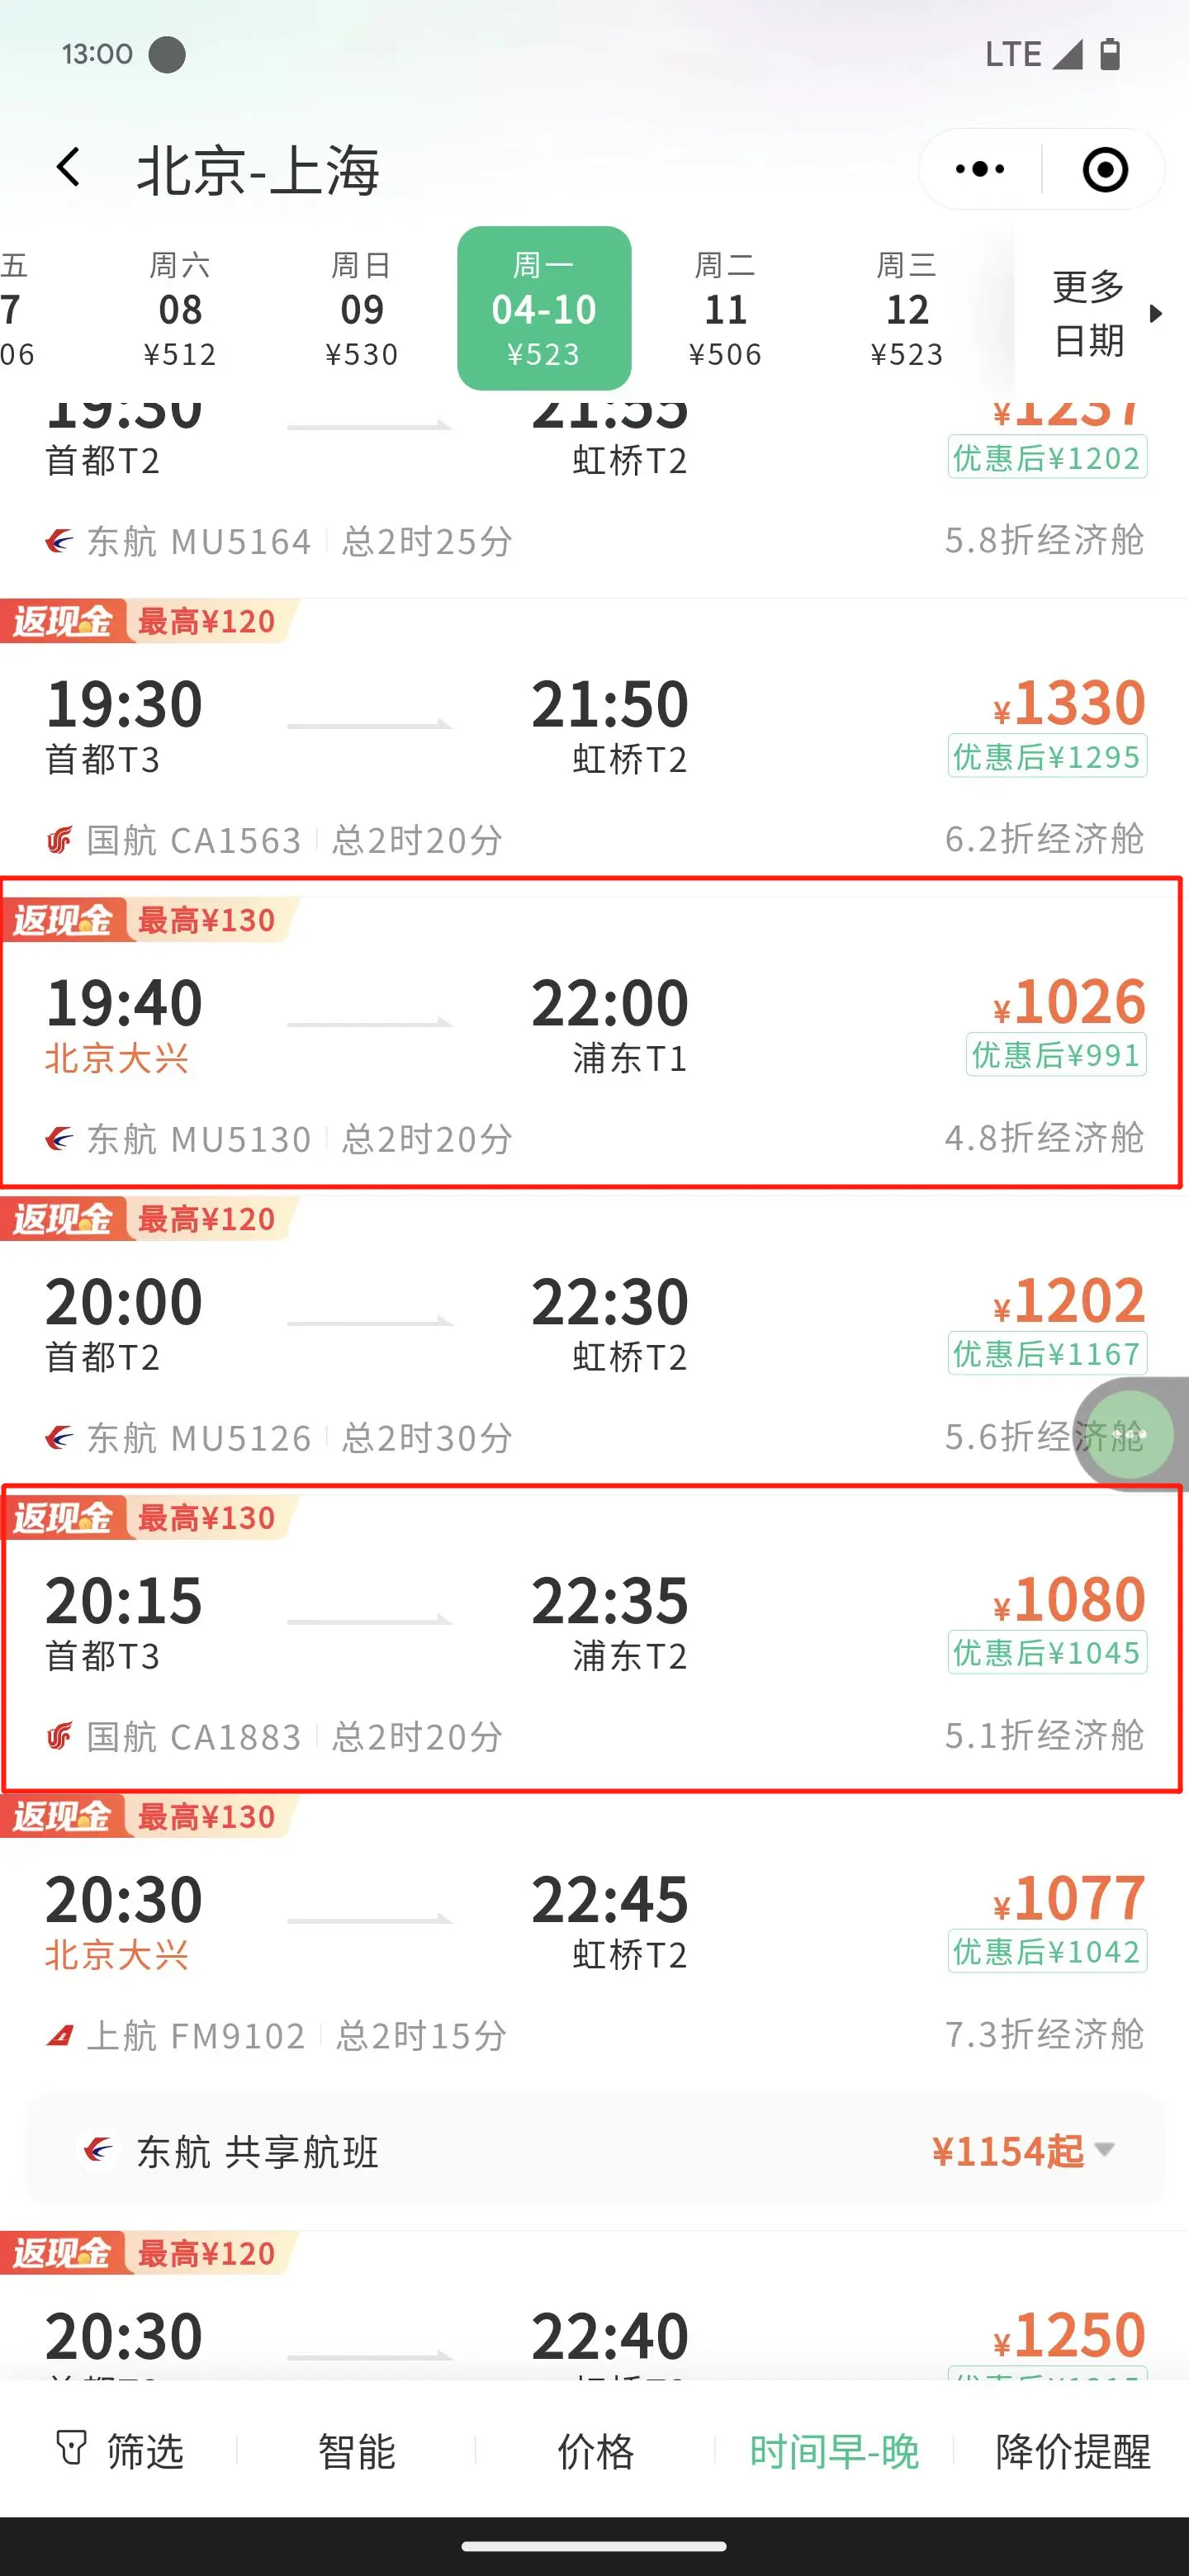 13:00
LTE
北京-上海
五 周六 周日 周一 周二 周三
7 08 09 04-10 11 12
06 ¥512 ¥530 ¥523 ¥506 ¥523
更多
日期
19:30 21:55 ¥1237
首都T2 虹桥T2 优惠后¥1202
东航 MU5164 总2时25分 5.8折经济舱
返现金 最高¥120
19:30 21:50 ¥1330
首都T3 虹桥T2 优惠后¥1295
国航 CA1563 总2时20分 6.2折经济舱
返现金 最高¥130
19:40 22:00 ¥1026
北京大兴 浦东T1 优惠后¥991
东航 MU5130 总2时20分 4.8折经济舱
返现金 最高¥120
20:00 22:30 ¥1202
首都T2 虹桥T2 优惠后¥1167
东航 MU5126 总2时30分 5.6折经济舱
返现金 最高¥130
20:15 22:35 ¥1080
首都T3 浦东T2 优惠后¥1045
国航 CA1883 总2时20分 5.1折经济舱
返现金 最高¥130
20:30 22:45 ¥1077
北京大兴 虹桥T2 优惠后¥1042
上航 FM9102 总2时15分 7.3折经济舱
东航 共享航班 ¥1154起
返现金 最高¥120
20:30 22:40 ¥1250
筛选 智能 价格 时间早-晚 降价提醒